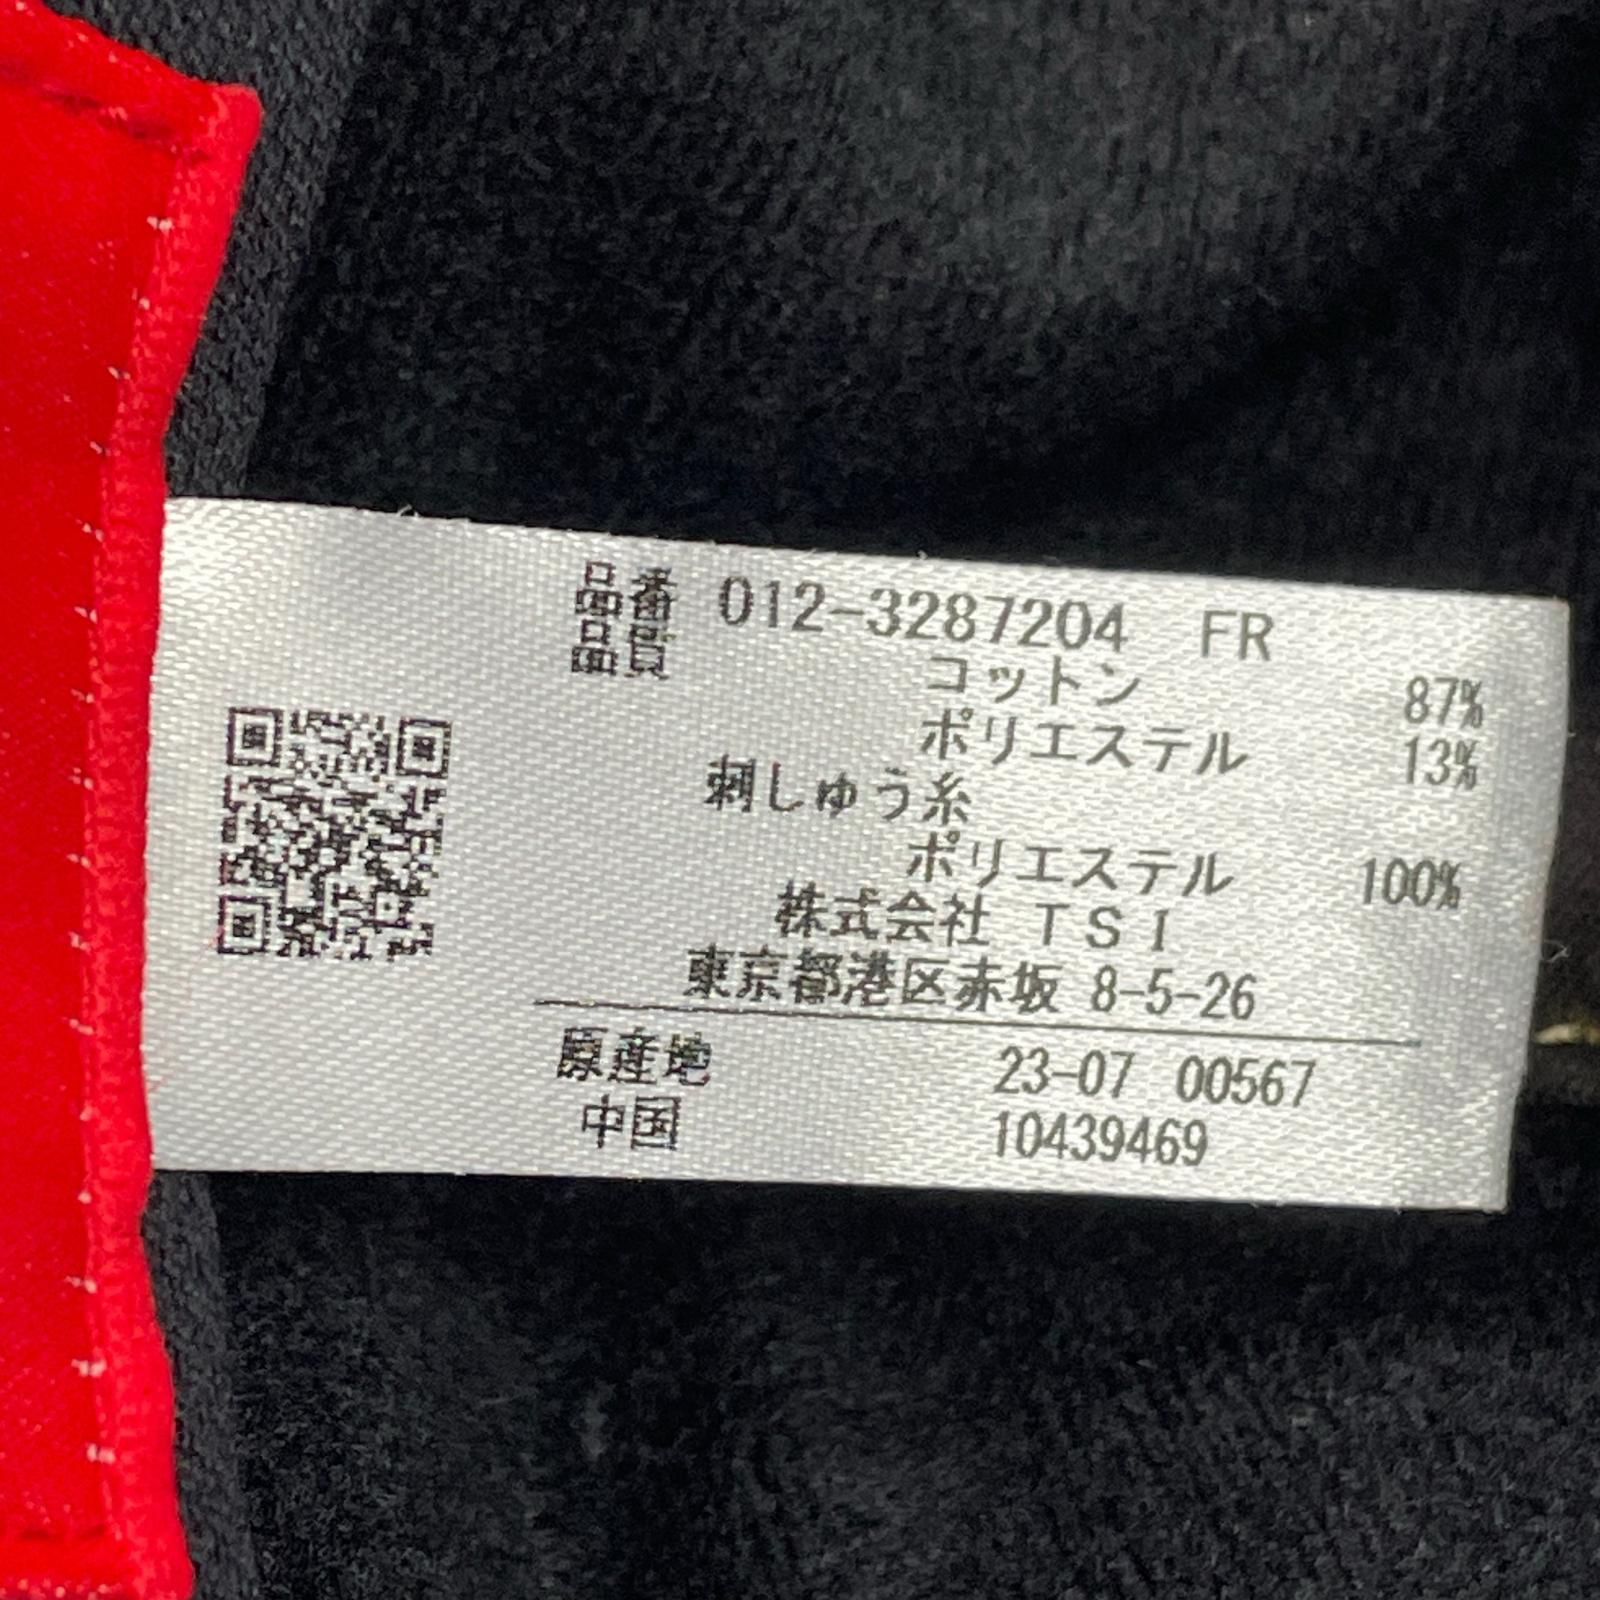 品番 012-3287204 FR
品質
コットン 87%
ポリエステル 13%
刺しゅう糸
ポリエステル 100%
株式会社 TSI
東京都港区赤坂 8-5-26
原産地 23-07 00567
中国 10439469